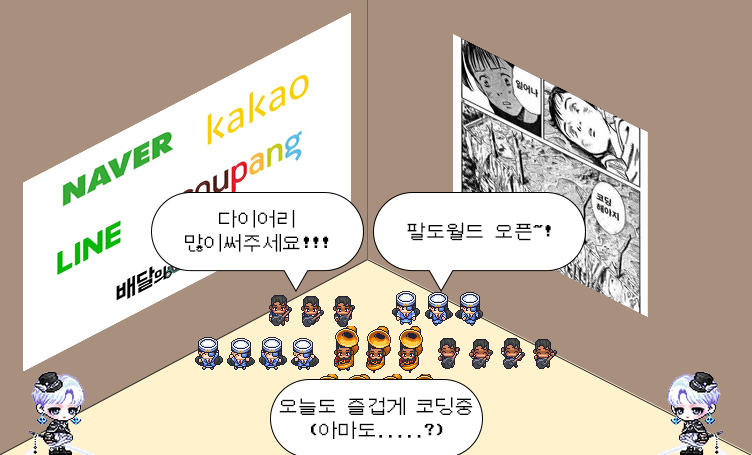 NAVER
kakao
coupang
LINE
배달의
일어나
코딩
해야지
다이어리
많이써주세요!!!
팔도월드 오픈~!
오늘도 즐겁게 코딩중
(아마도.....?)